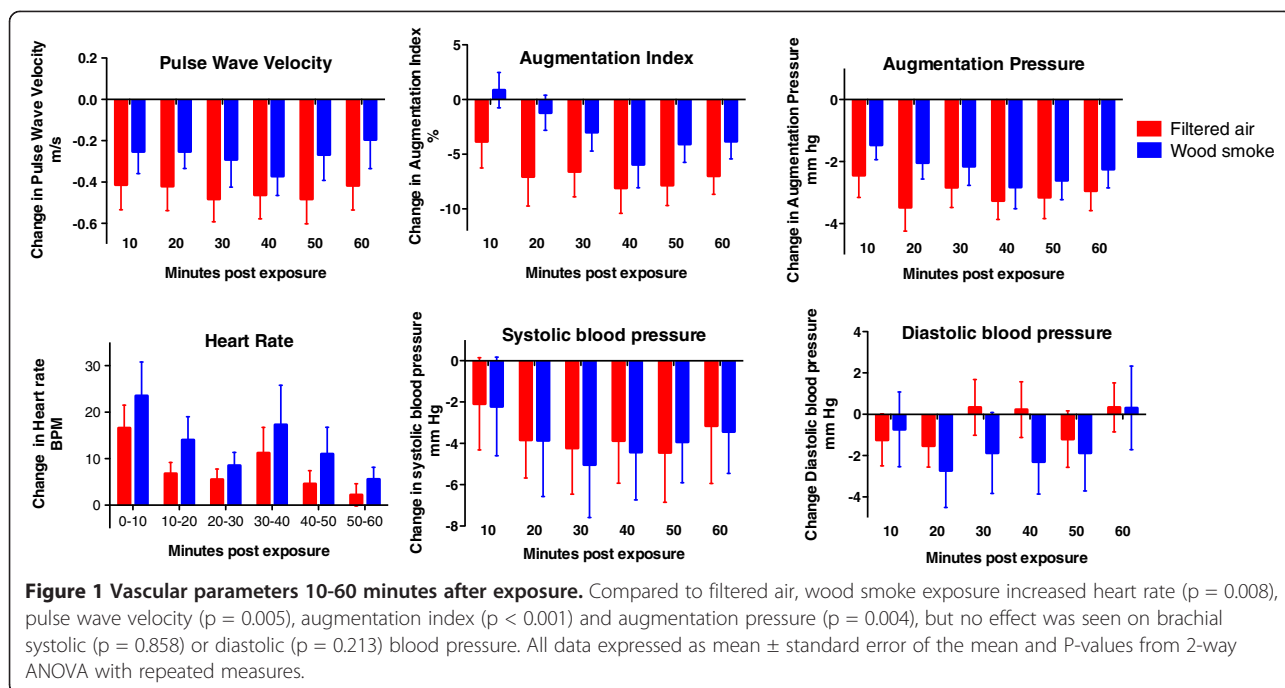 Pulse Wave Velocity
Change in Pulse Wave Velocity
m/s
0.2
0.0
-0.2
-0.4
-0.6
10 20 30 40 50 60
Minutes post exposure
Augmentation Index
Change in Augmentation Index
%
5
0
-5
-10
10 20 30 40 50 60
Minutes post exposure
Augmentation Pressure
Change in Augmentation Pressure
mm hg
0
-2
-4
10 20 30 40 50 60
Minutes post exposure
Filtered air
Wood smoke
Heart Rate
Change in Heart rate
BPM
30
20
10
0
0-10 10-20 20-30 30-40 40-50 50-60
Minutes post exposure
Systolic blood pressure
Change in systolic blood pressure
mm Hg
0
-2
-4
-6
-8
10 20 30 40 50 60
Minutes post exposure
Diastolic blood pressure
Change Diastolic blood pressure
mm Hg
4
2
0
-2
-4
10 20 30 40 50 60
Minutes post exposure
Figure 1 Vascular parameters 10-60 minutes after exposure. Compared to filtered air, wood smoke exposure increased heart rate (p = 0.008),
pulse wave velocity (p = 0.005), augmentation index (p < 0.001) and augmentation pressure (p = 0.004), but no effect was seen on brachial
systolic (p = 0.858) or diastolic (p = 0.213) blood pressure. All data expressed as mean ± standard error of the mean and P-values from 2-way
ANOVA with repeated measures.